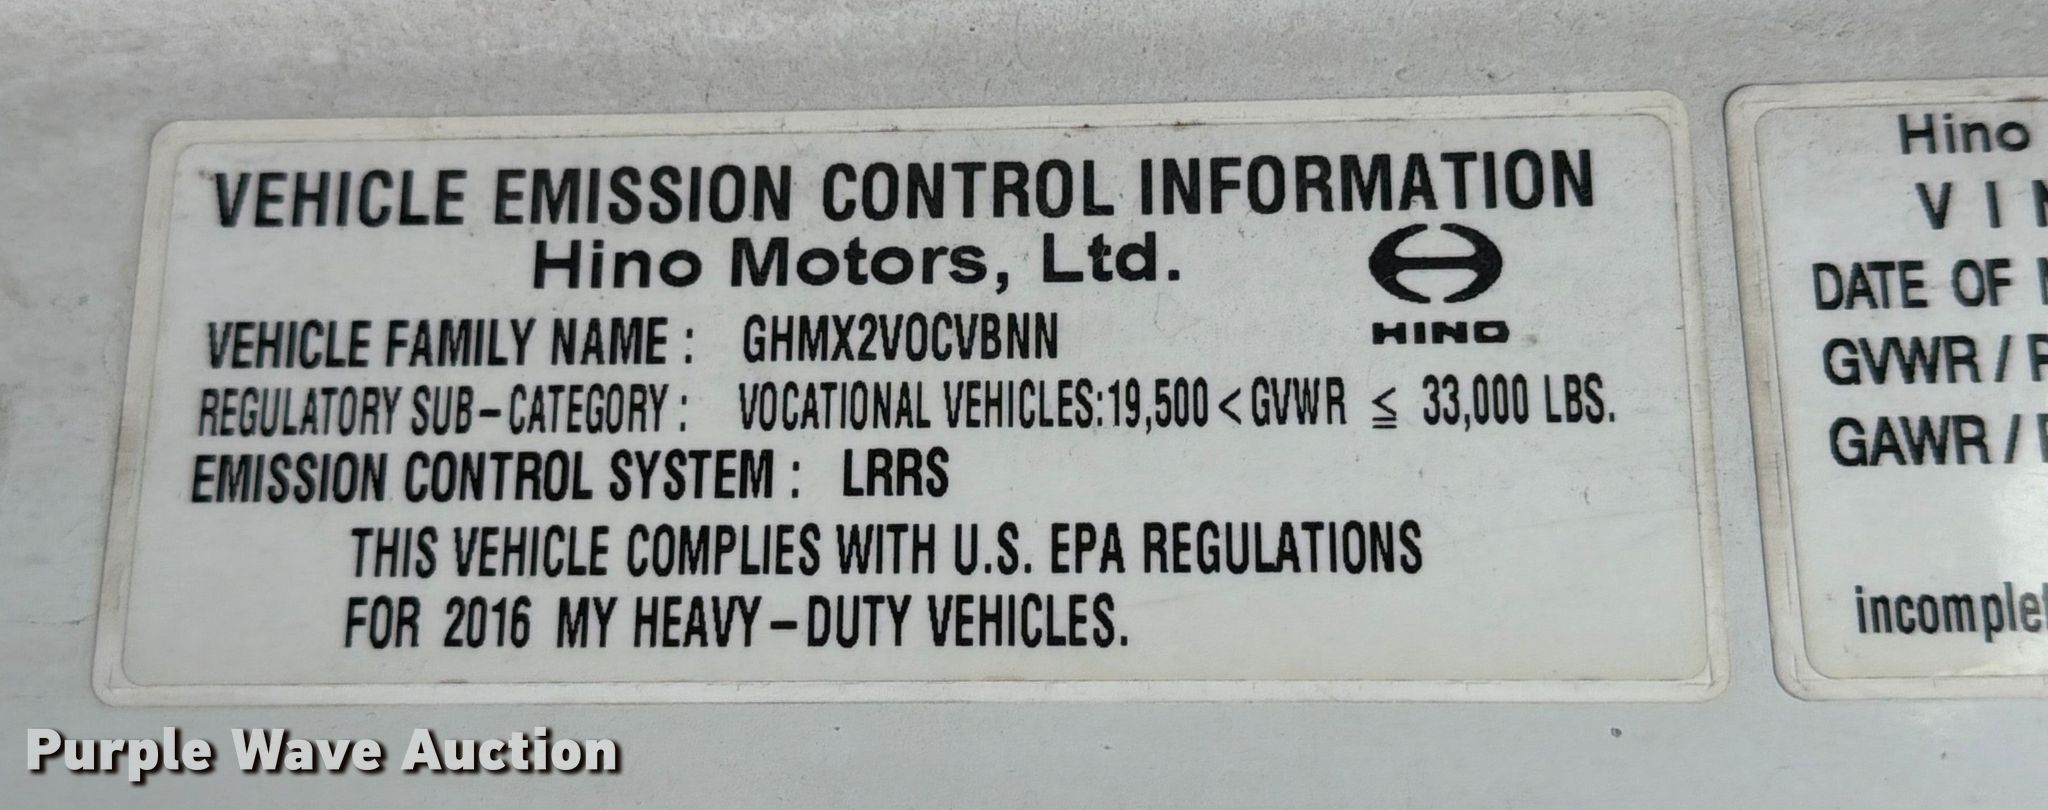 VEHICLE EMISSION CONTROL INFORMATION
Hino Motors, Ltd.
HINO
VEHICLE FAMILY NAME : GHMX2VOCVBNN
REGULATORY SUB-CATEGORY : VOCATIONAL VEHICLES:19,500 < GVWR ≦ 33,000 LBS.
EMISSION CONTROL SYSTEM : LRRS
THIS VEHICLE COMPLIES WITH U.S. EPA REGULATIONS
FOR 2016 MY HEAVY-DUTY VEHICLES.
Hino
VI
DATE OF
GVWR /
GAWR /
Purple Wave Auction